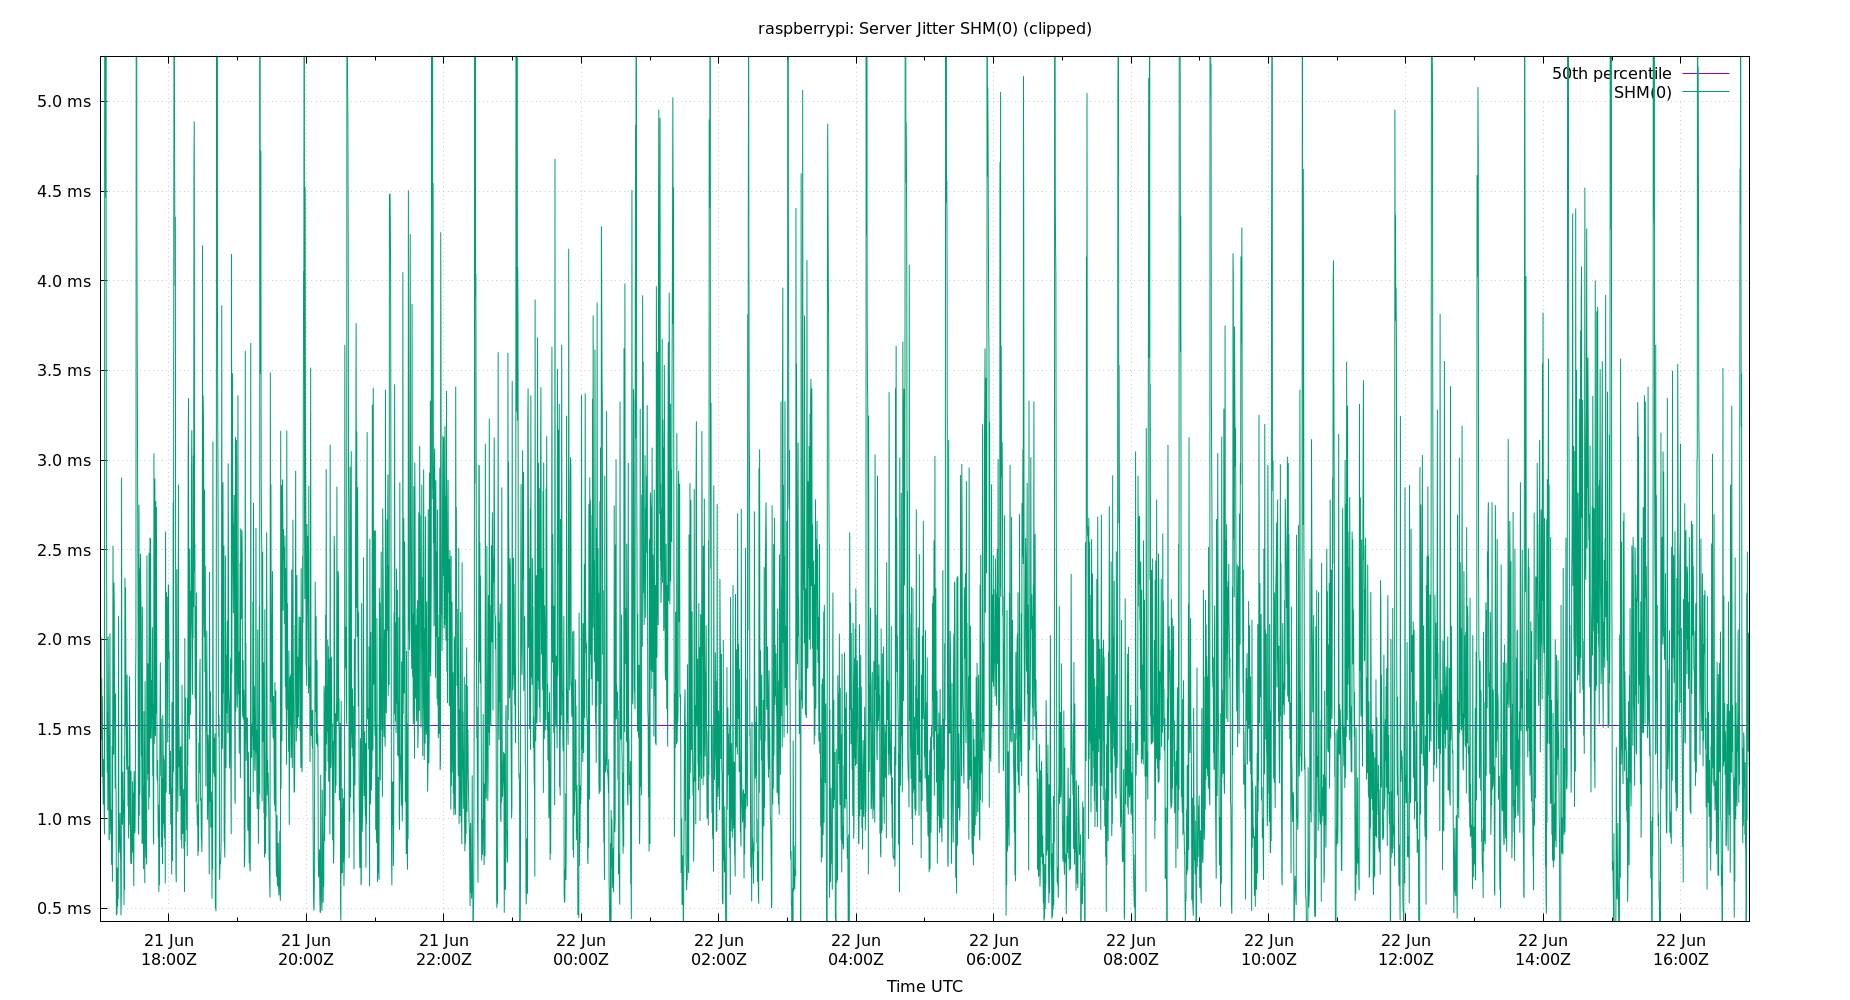 raspberrypi: Server Jitter SHM(0) (clipped)
50th percentile
SHM(0)
5.0 ms
4.5 ms
4.0 ms
3.5 ms
3.0 ms
2.5 ms
2.0 ms
1.5 ms
1.0 ms
0.5 ms
21 Jun 21 Jun 21 Jun 22 Jun 22 Jun 22 Jun 22 Jun 22 Jun 22 Jun 22 Jun 22 Jun 22 Jun
18:00Z 20:00Z 22:00Z 00:00Z 02:00Z 04:00Z 06:00Z 08:00Z 10:00Z 12:00Z 14:00Z 16:00Z
Time UTC